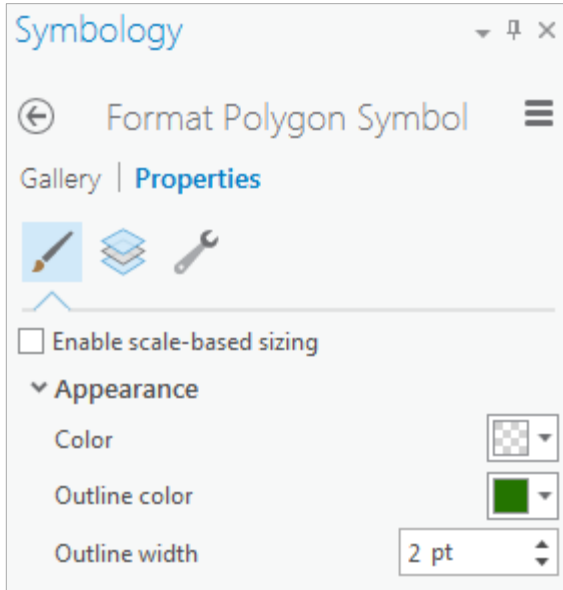 Symbology
Format Polygon Symbol
Gallery | Properties
Enable scale-based sizing
Appearance
Color
Outline color
Outline width 2 pt